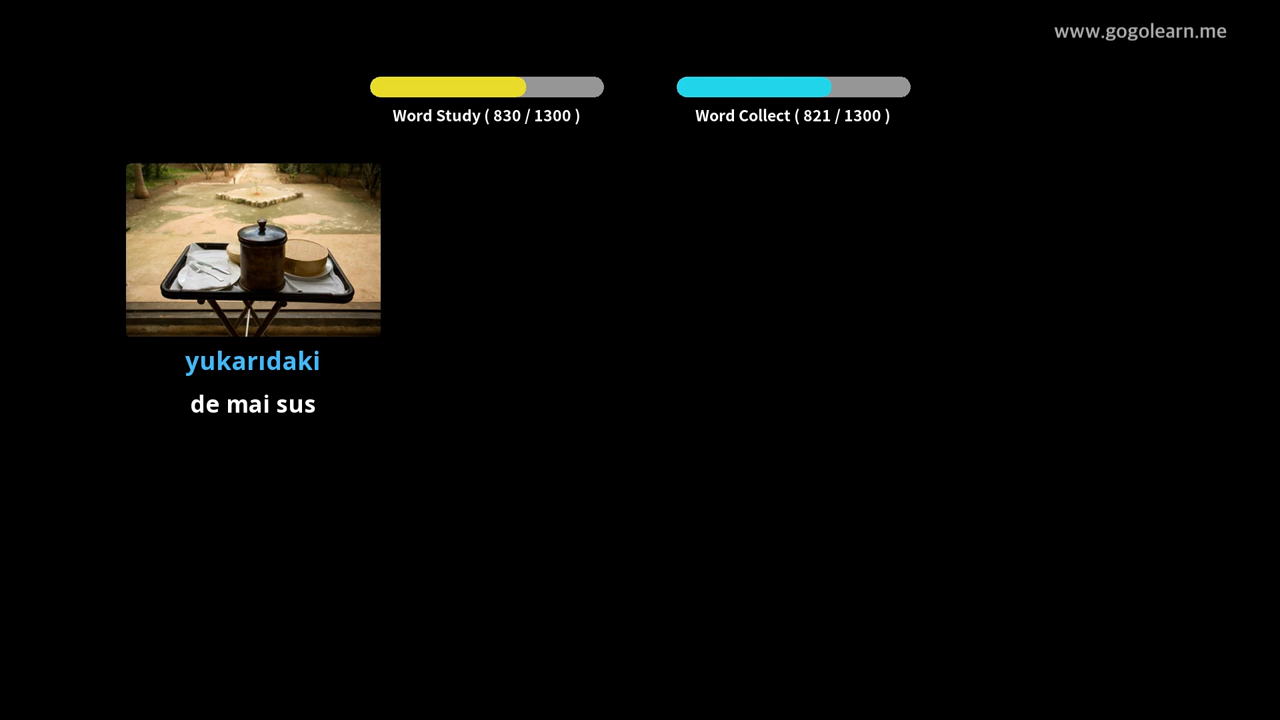 www.gogolearn.me
Word Study ( 830 / 1300 )
Word Collect ( 821 / 1300 )
yukarıdaki
de mai sus